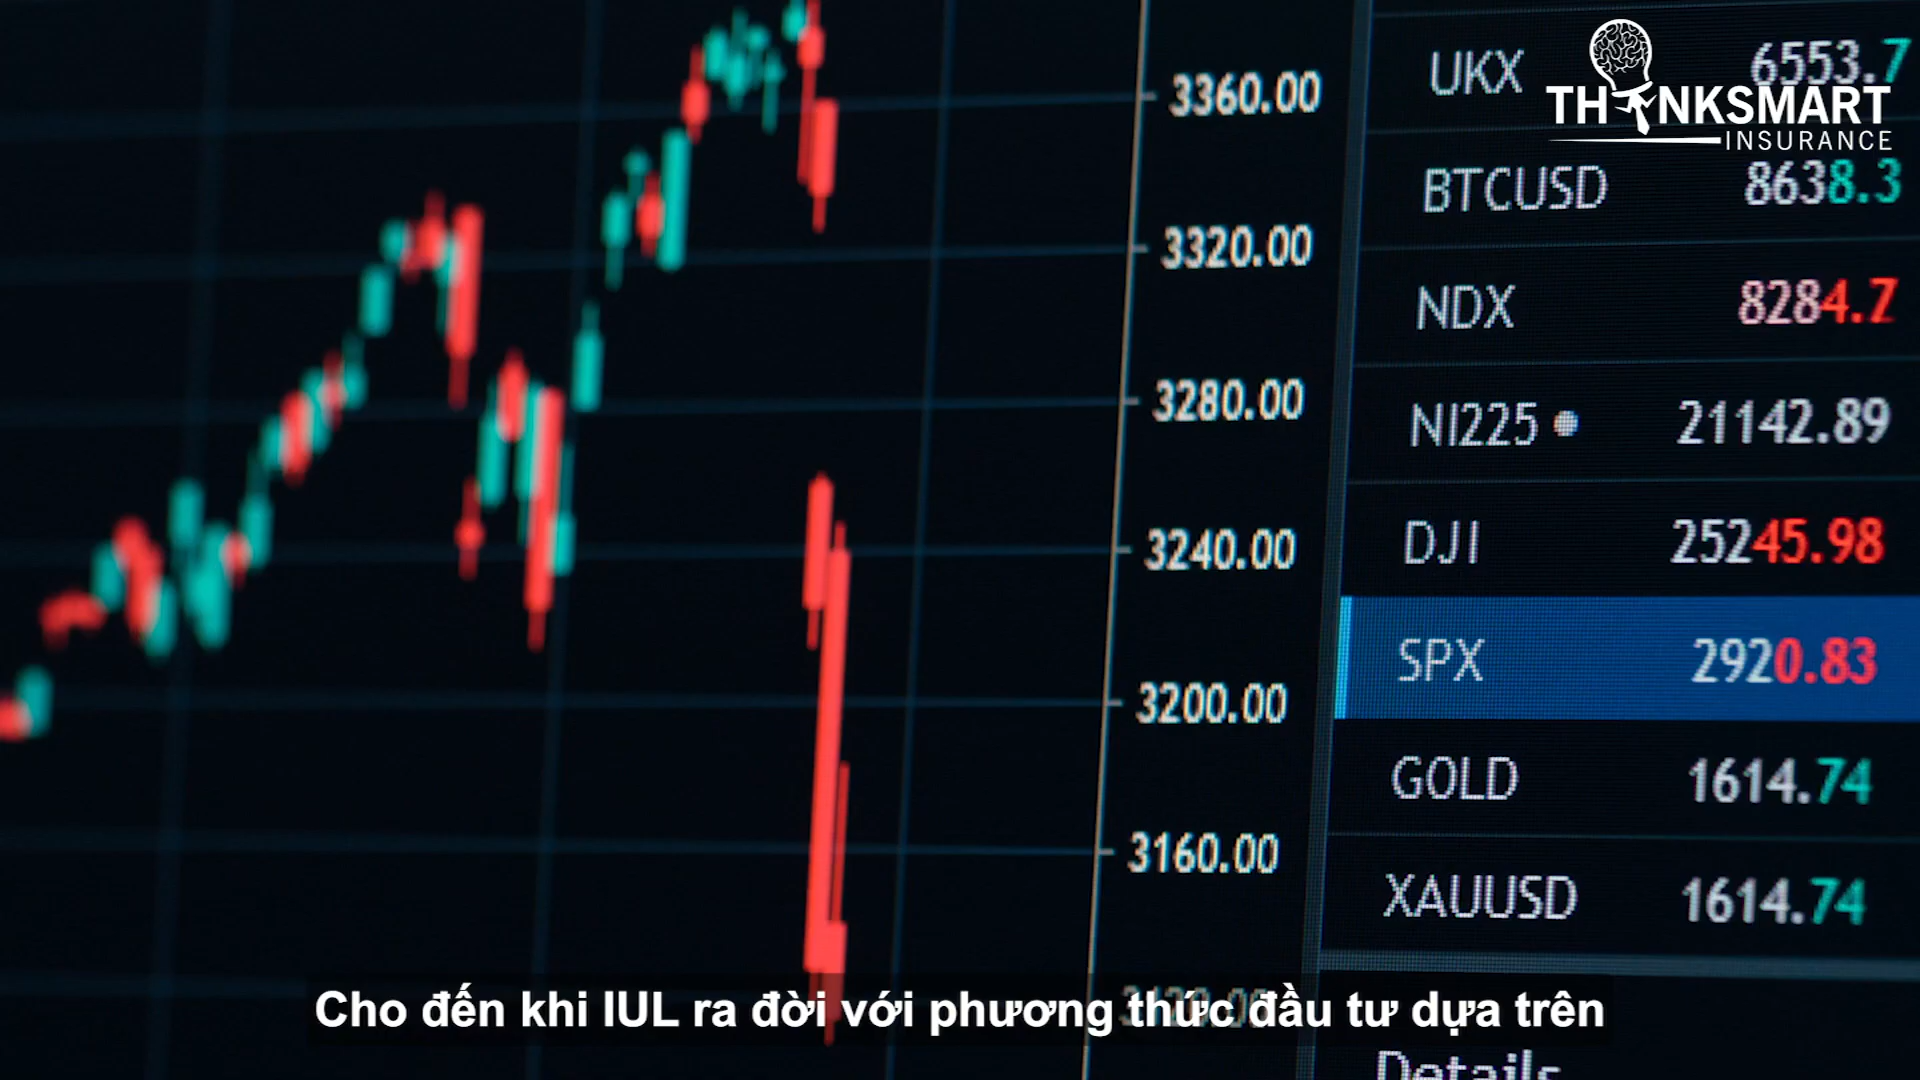 THINKSMART
INSURANCE
3360.00
3320.00
3280.00
3240.00
3200.00
3160.00
UKX 6553.7
BTCUSD 8638.3
NDX 8284.7
NI225 21142.89
DJI 25245.98
SPX 2920.83
GOLD 1614.74
XAUUSD 1614.74
Details
Cho đến khi IUL ra đời với phương thức đầu tư dựa trên